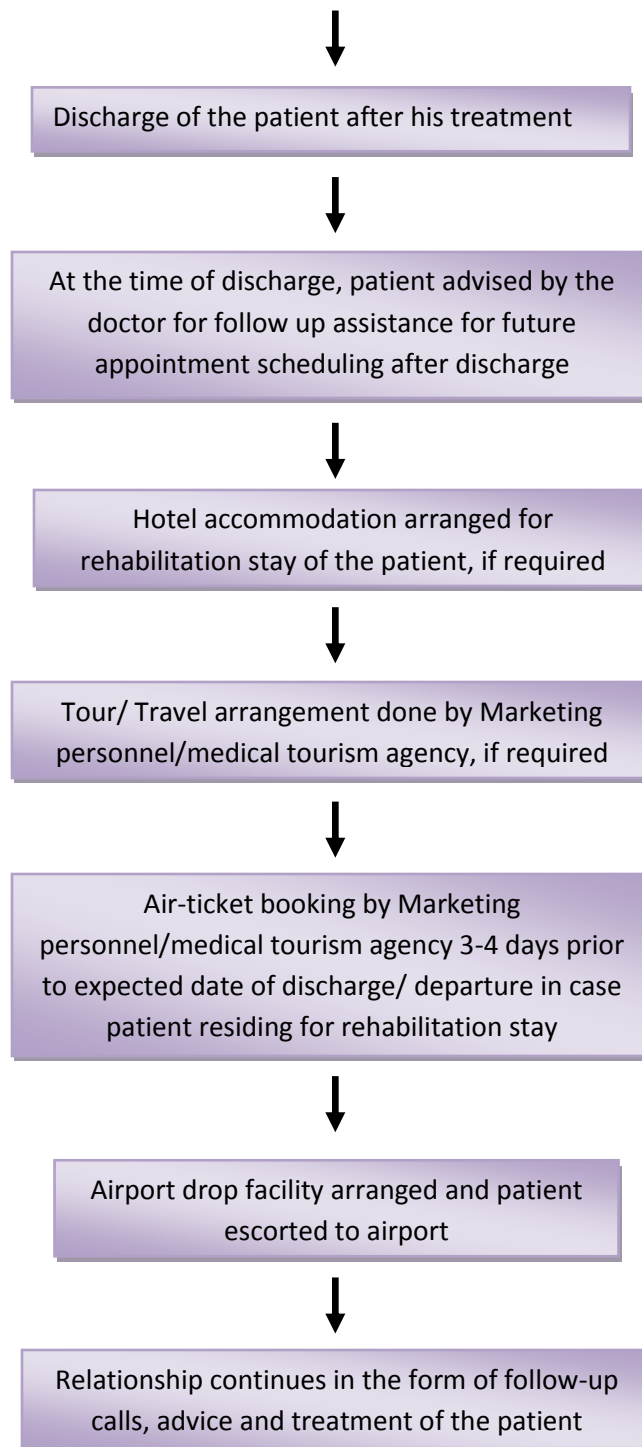 Discharge of the patient after his treatment
At the time of discharge, patient advised by the
doctor for follow up assistance for future
appointment scheduling after discharge
Hotel accommodation arranged for
rehabilitation stay of the patient, if required
Tour/ Travel arrangement done by Marketing
personnel/medical tourism agency, if required
Air-ticket booking by Marketing
personnel/medical tourism agency 3-4 days prior
to expected date of discharge/ departure in case
patient residing for rehabilitation stay
Airport drop facility arranged and patient
escorted to airport
Relationship continues in the form of follow-up
calls, advice and treatment of the patient